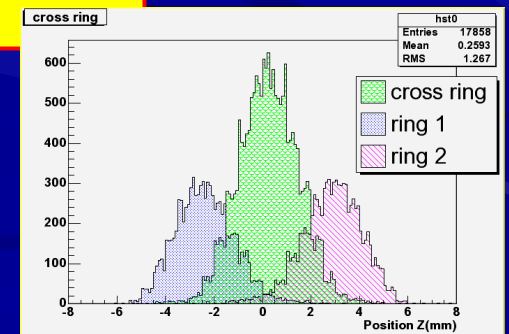 cross ring
hst0
Entries 17858
Mean 0.2593
RMS 1.267
cross ring
ring 1
ring 2
600
500
400
300
200
100
0
-8 -6 -4 -2 0 2 4 6 8
Position Z(mm)